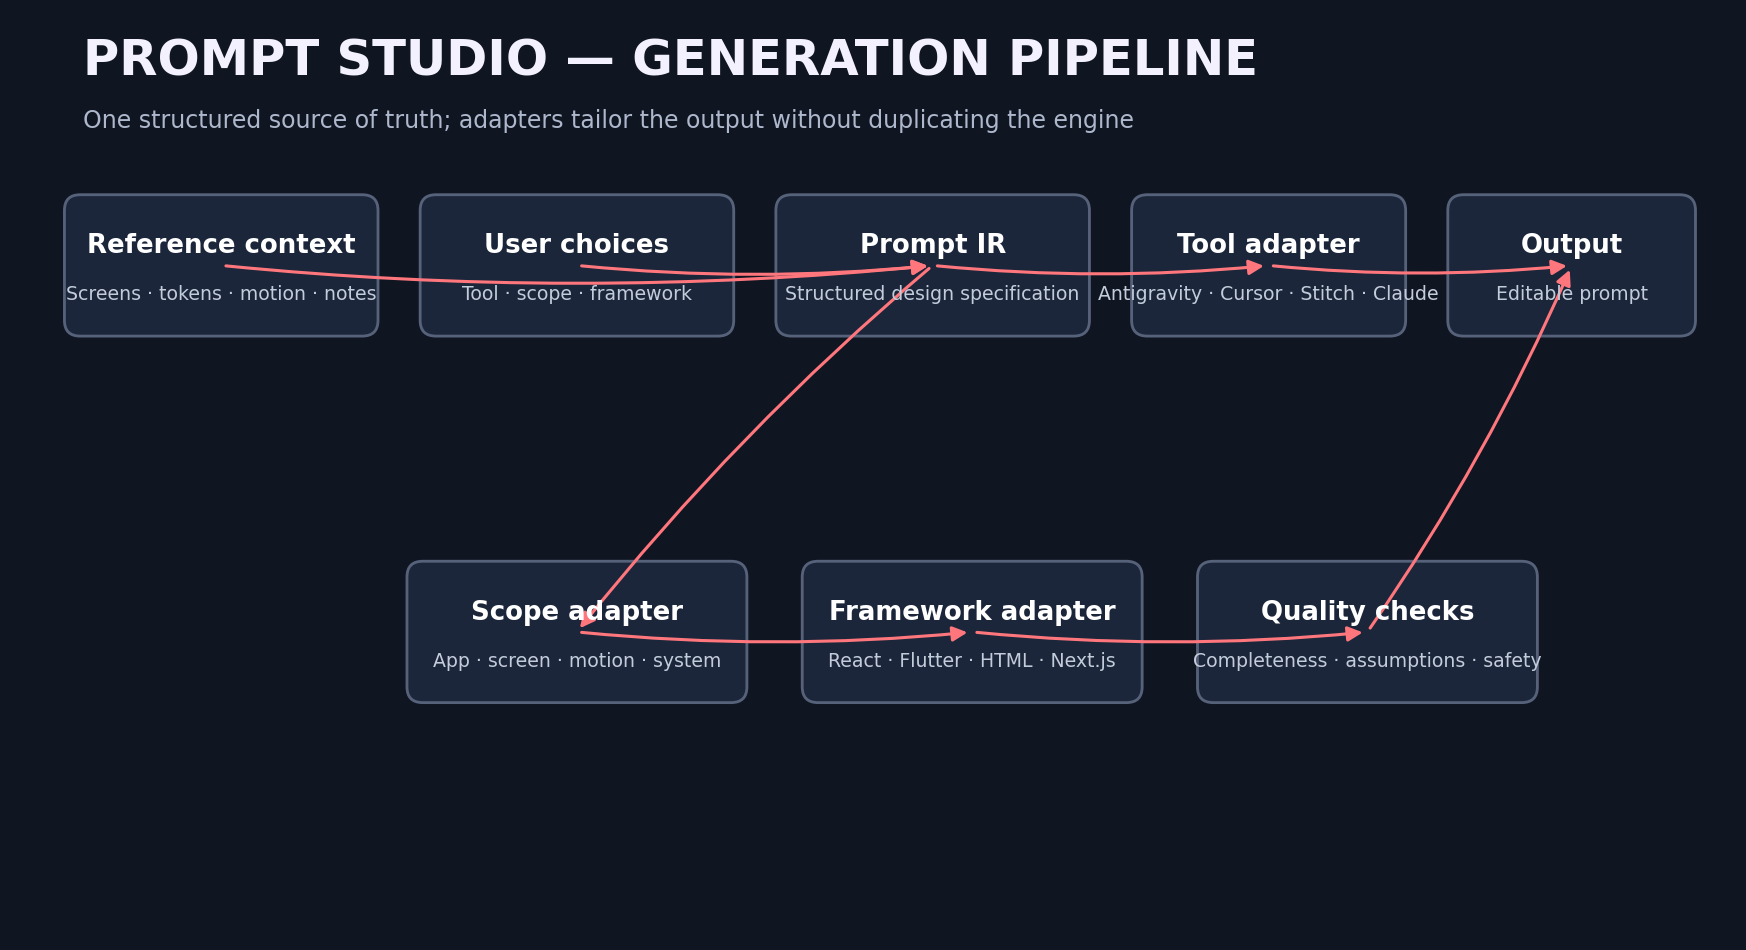 PROMPT STUDIO — GENERATION PIPELINE
One structured source of truth; adapters tailor the output without duplicating the engine
Reference context
Screens · tokens · motion · notes
User choices
Tool · scope · framework
Prompt IR
Structured design specification
Tool adapter
Antigravity · Cursor · Stitch · Claude
Output
Editable prompt
Scope adapter
App · screen · motion · system
Framework adapter
React · Flutter · HTML · Next.js
Quality checks
Completeness · assumptions · safety